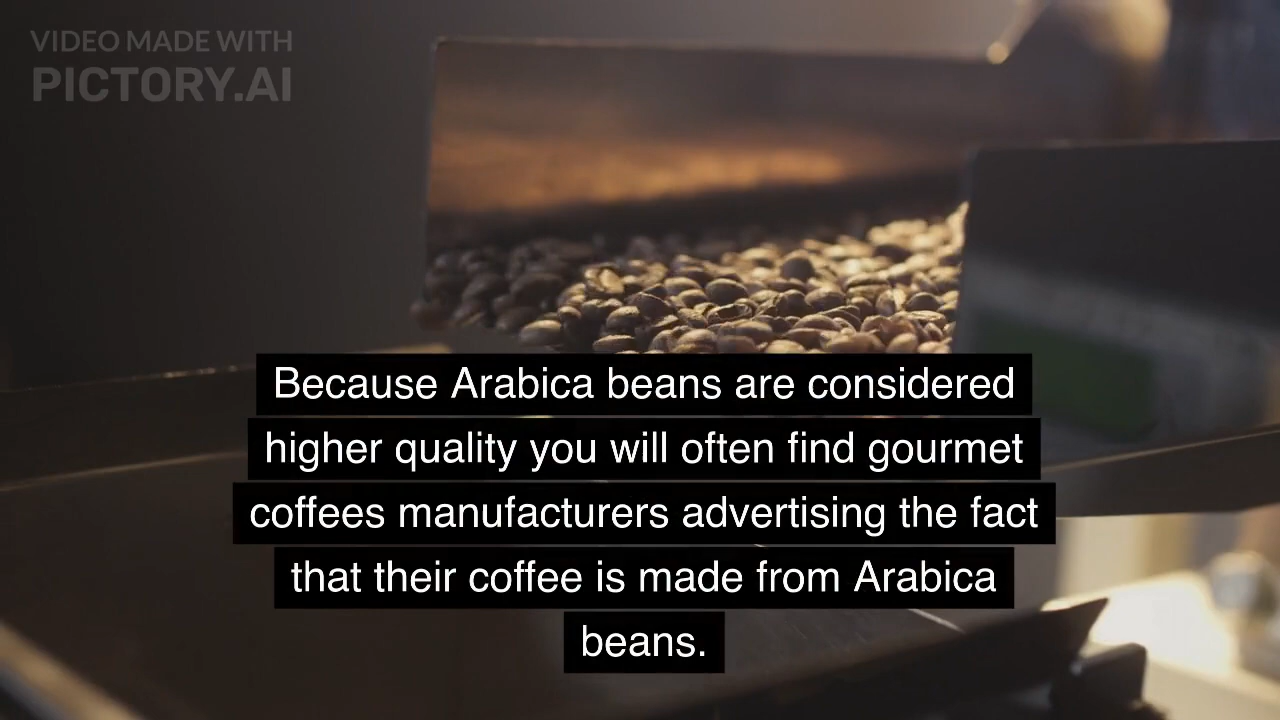 VIDEO MADE WITH
PICTORY.AI
Because Arabica beans are considered
higher quality you will often find gourmet
coffees manufacturers advertising the fact
that their coffee is made from Arabica
beans.